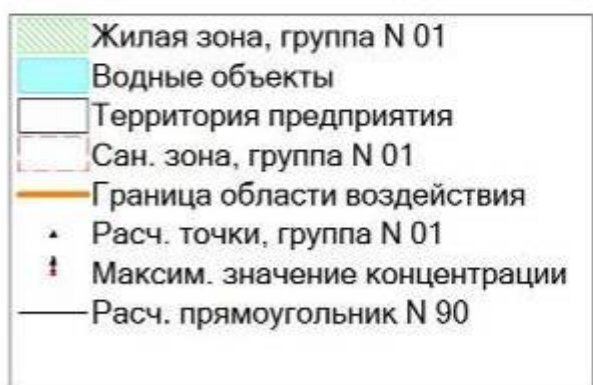 Жилая зона, группа N 01
Водные объекты
Территория предприятия
Сан. зона, группа N 01
Граница области воздействия
Расч. точки, группа N 01
Максим. значение концентрации
Расч. прямоугольник N 90